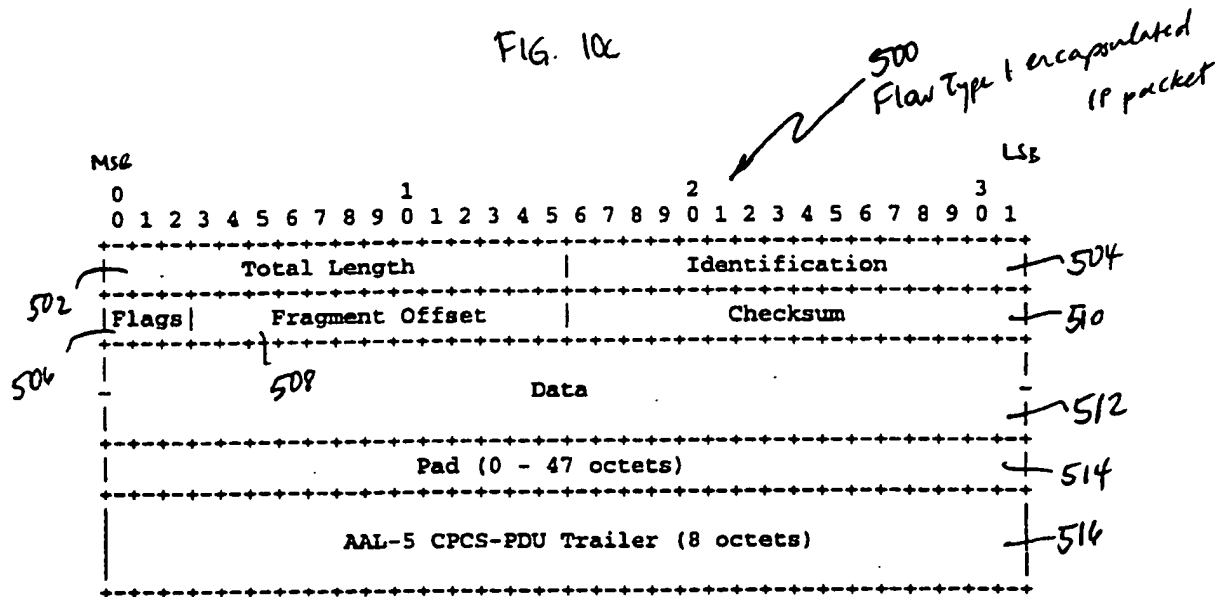 FIG. 10c
500
Flow Type 1 encapsulated
IP packet
MSB LSB
0 1 2 3
0 1 2 3 4 5 6 7 8 9 0 1 2 3 4 5 6 7 8 9 0 1 2 3 4 5 6 7 8 9 0 1
Total Length | Identification
502 504
|Flags| Fragment Offset | Checksum
506 508 510
Data
512
Pad (0 - 47 octets)
514
AAL-5 CPCS-PDU Trailer (8 octets)
516